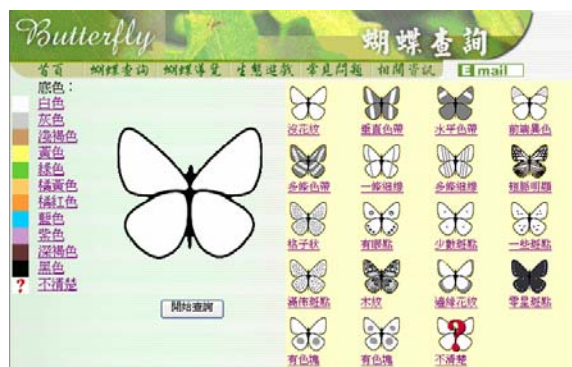 Butterfly
蝴蝶查詢
首頁 蝴蝶查詢 蝴蝶導覽 生態遊戲 常見問題 相關資訊 Email
底色：
白色
灰色
淺褐色
黃色
綠色
橘黃色
橘紅色
藍色
紫色
深褐色
黑色
? 不清楚
開始查詢
沒花紋 垂直色帶 水平色帶 前端異色
多條色帶 一條細線 多條細線 翅脈明顯
格子狀 有眼點 少數斑點 一些斑點
滿佈斑點 木紋 邊緣花紋 零星斑點
有色塊 有色塊 ? 不清楚